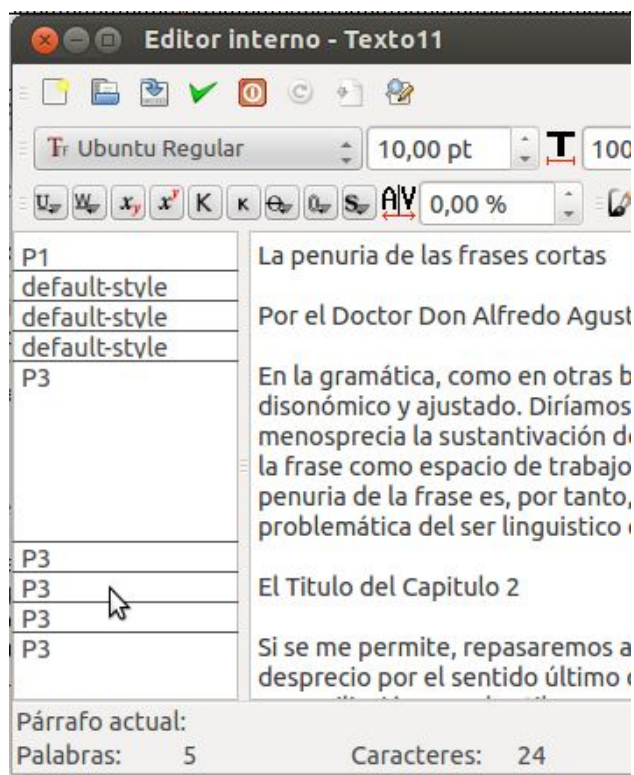 Editor interno - Texto11
Ubuntu Regular 10,00 pt 100
0,00 %
P1 La penuria de las frases cortas
default-style
default-style Por el Doctor Don Alfredo Agust
default-style
P3 En la gramática, como en otras b
disonómico y ajustado. Diríamos
menosprecia la sustantivación de
la frase como espacio de trabajo
penuria de la frase es, por tanto,
problemática del ser linguistico
P3
P3 El Titulo del Capitulo 2
P3
P3 Si se me permite, repasaremos a
desprecio por el sentido último
Párrafo actual:
Palabras: 5 Caracteres: 24